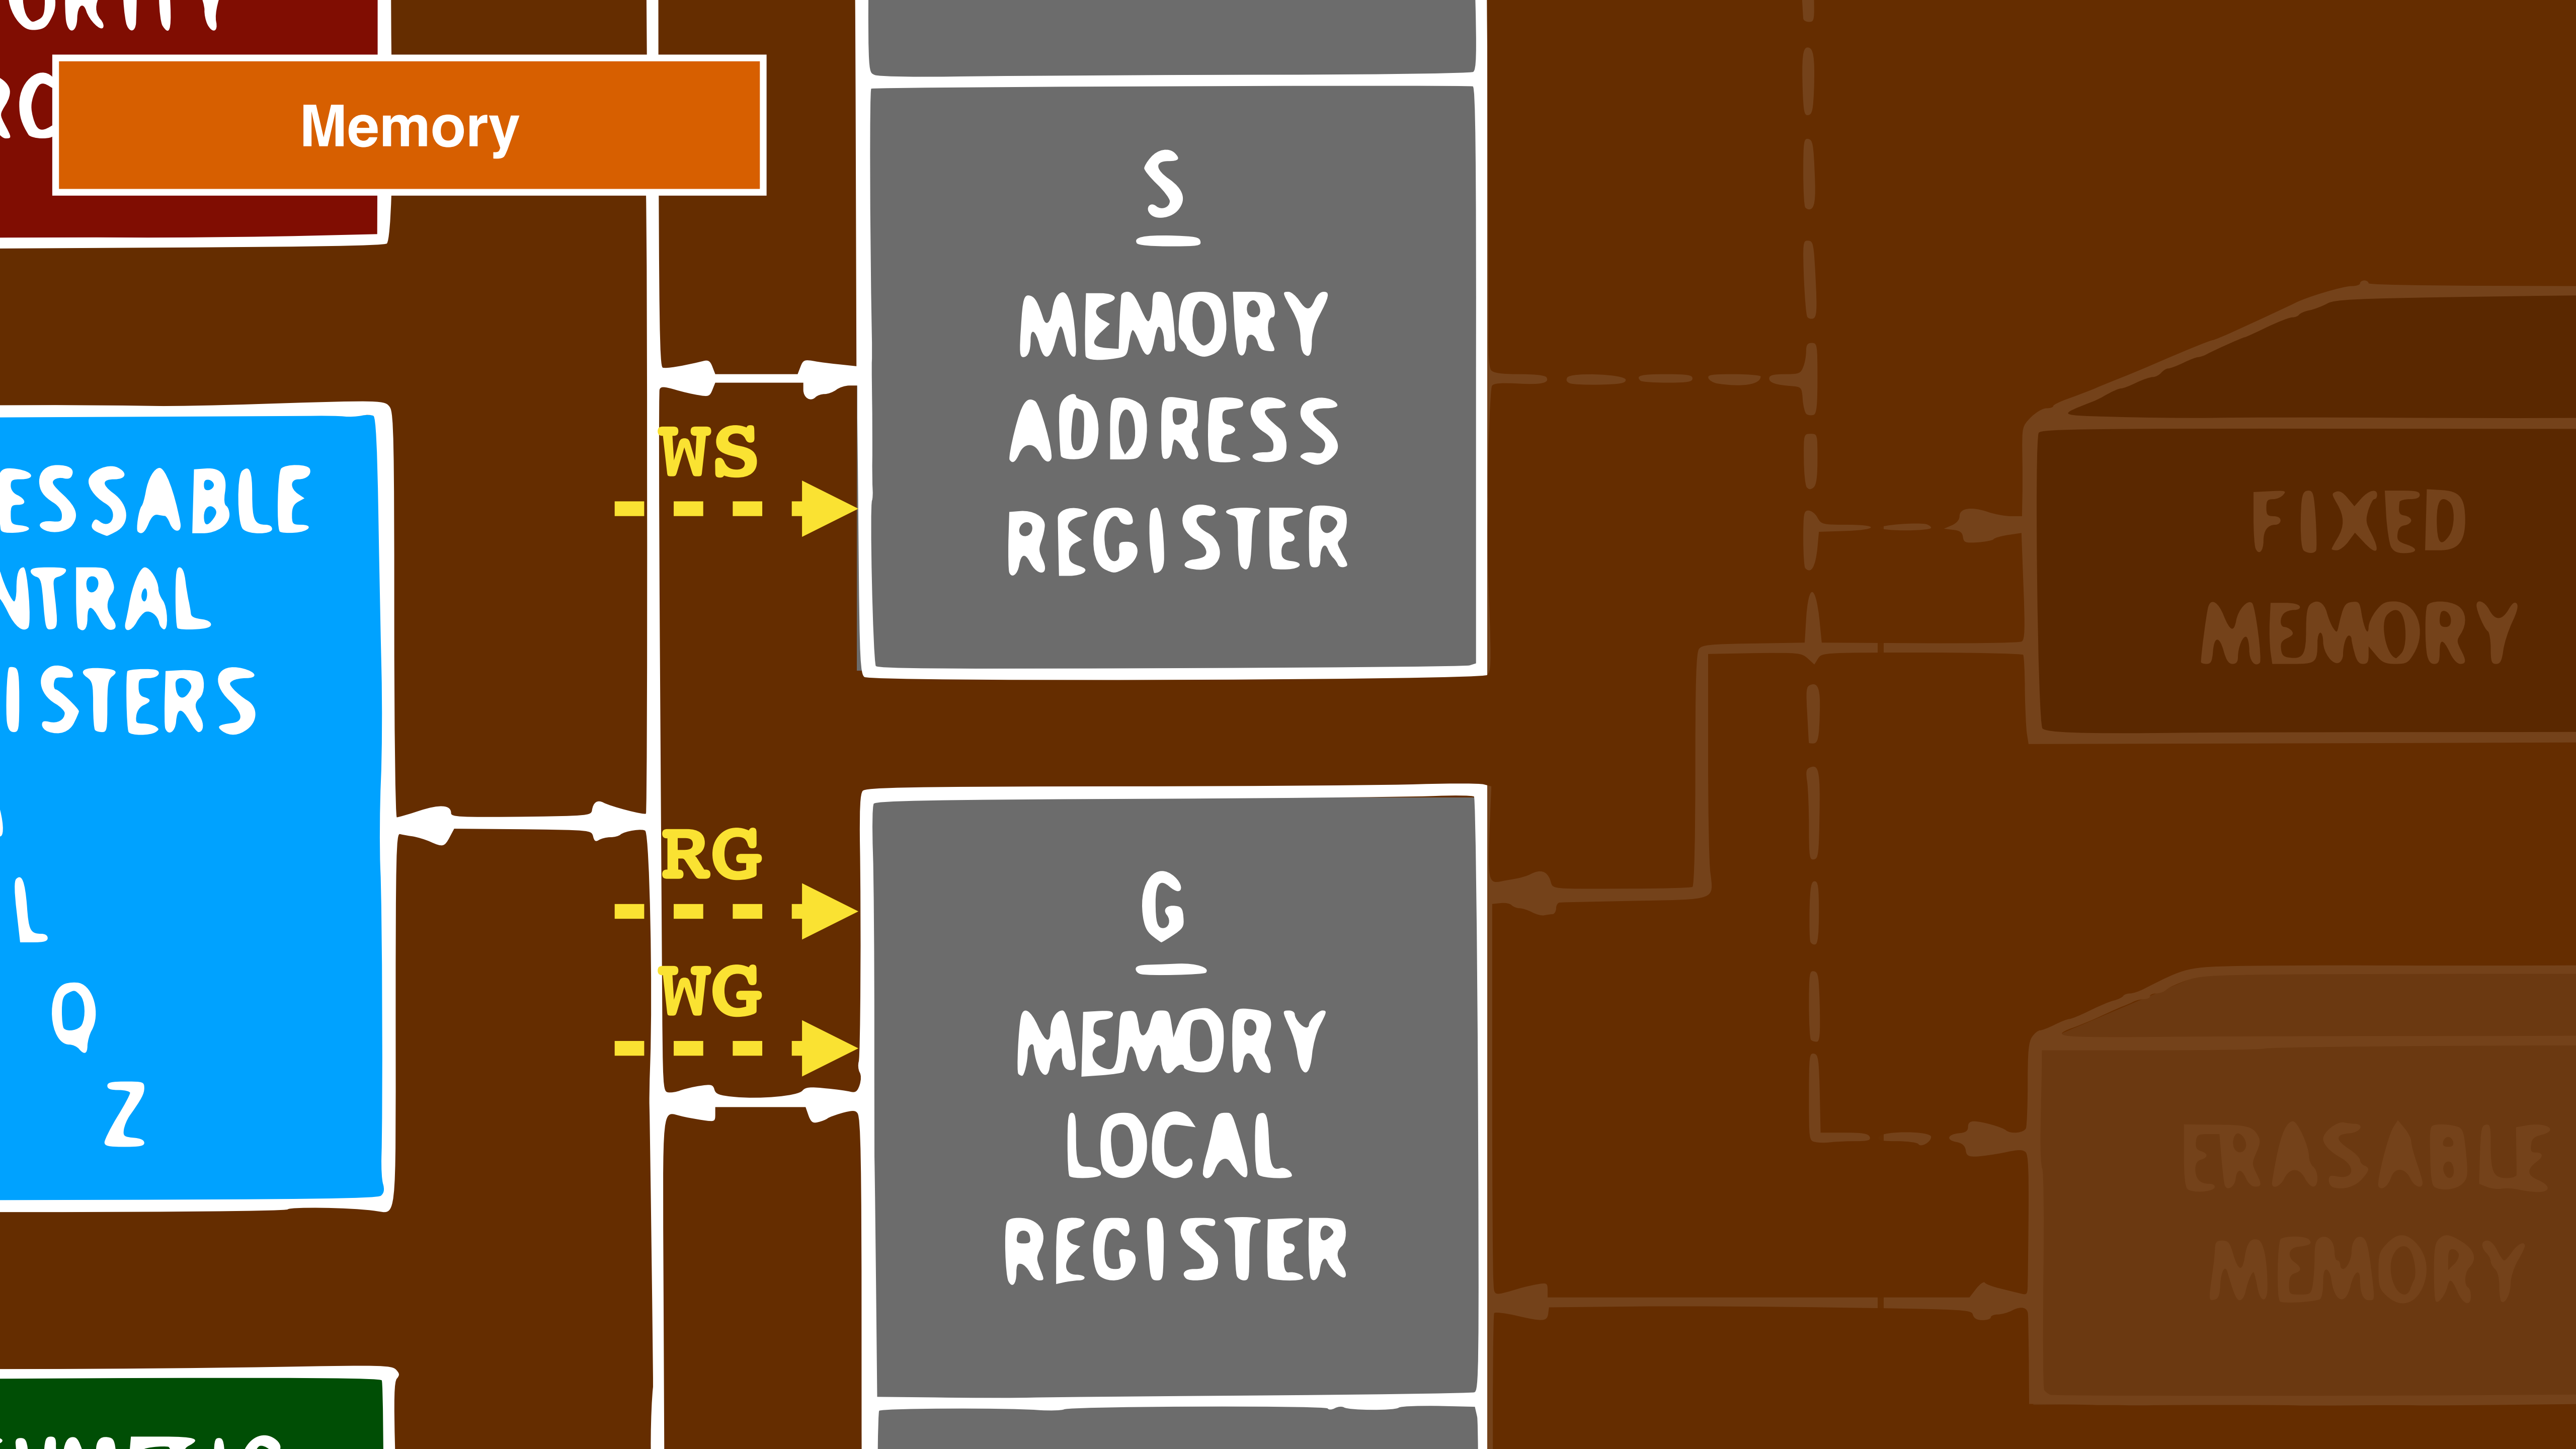 Memory
S
MEMORY
ADDRESS
REGISTER
WS
ESSABLE
NTRAL
ISTERS
L
Q
Z
RG
WG
G
MEMORY
LOCAL
REGISTER
FIXED
MEMORY
ERASABLE
MEMORY